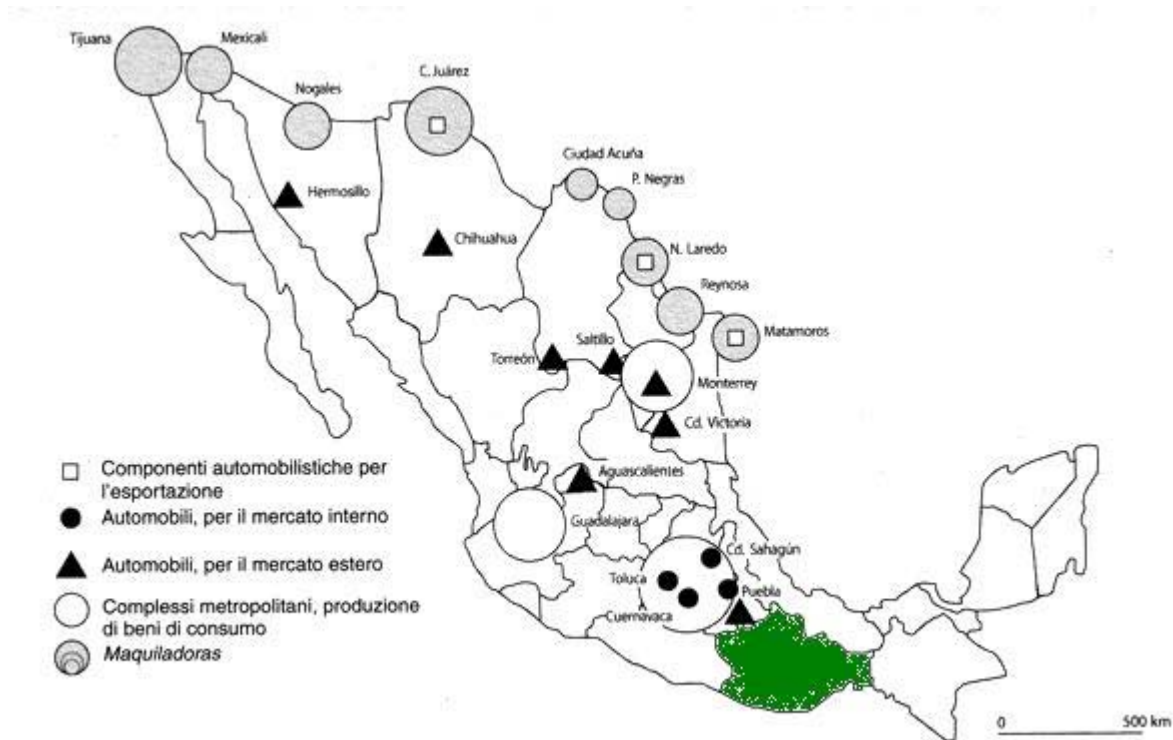 Tijuana
Mexicali
Nogales
C. Juárez
Ciudad Acuña
P. Negras
Hermosillo
Chihuahua
N. Laredo
Reynosa
Matamoros
Torreón
Saltillo
Monterrey
Cd. Victoria
Aguascalientes
Guadalajara
Cd. Sahagún
Toluca
Puebla
Cuernavaca
Componenti automobilistiche per
l'esportazione
Automobili, per il mercato interno
Automobili, per il mercato estero
Complessi metropolitani, produzione
di beni di consumo
Maquiladoras
0 500 km